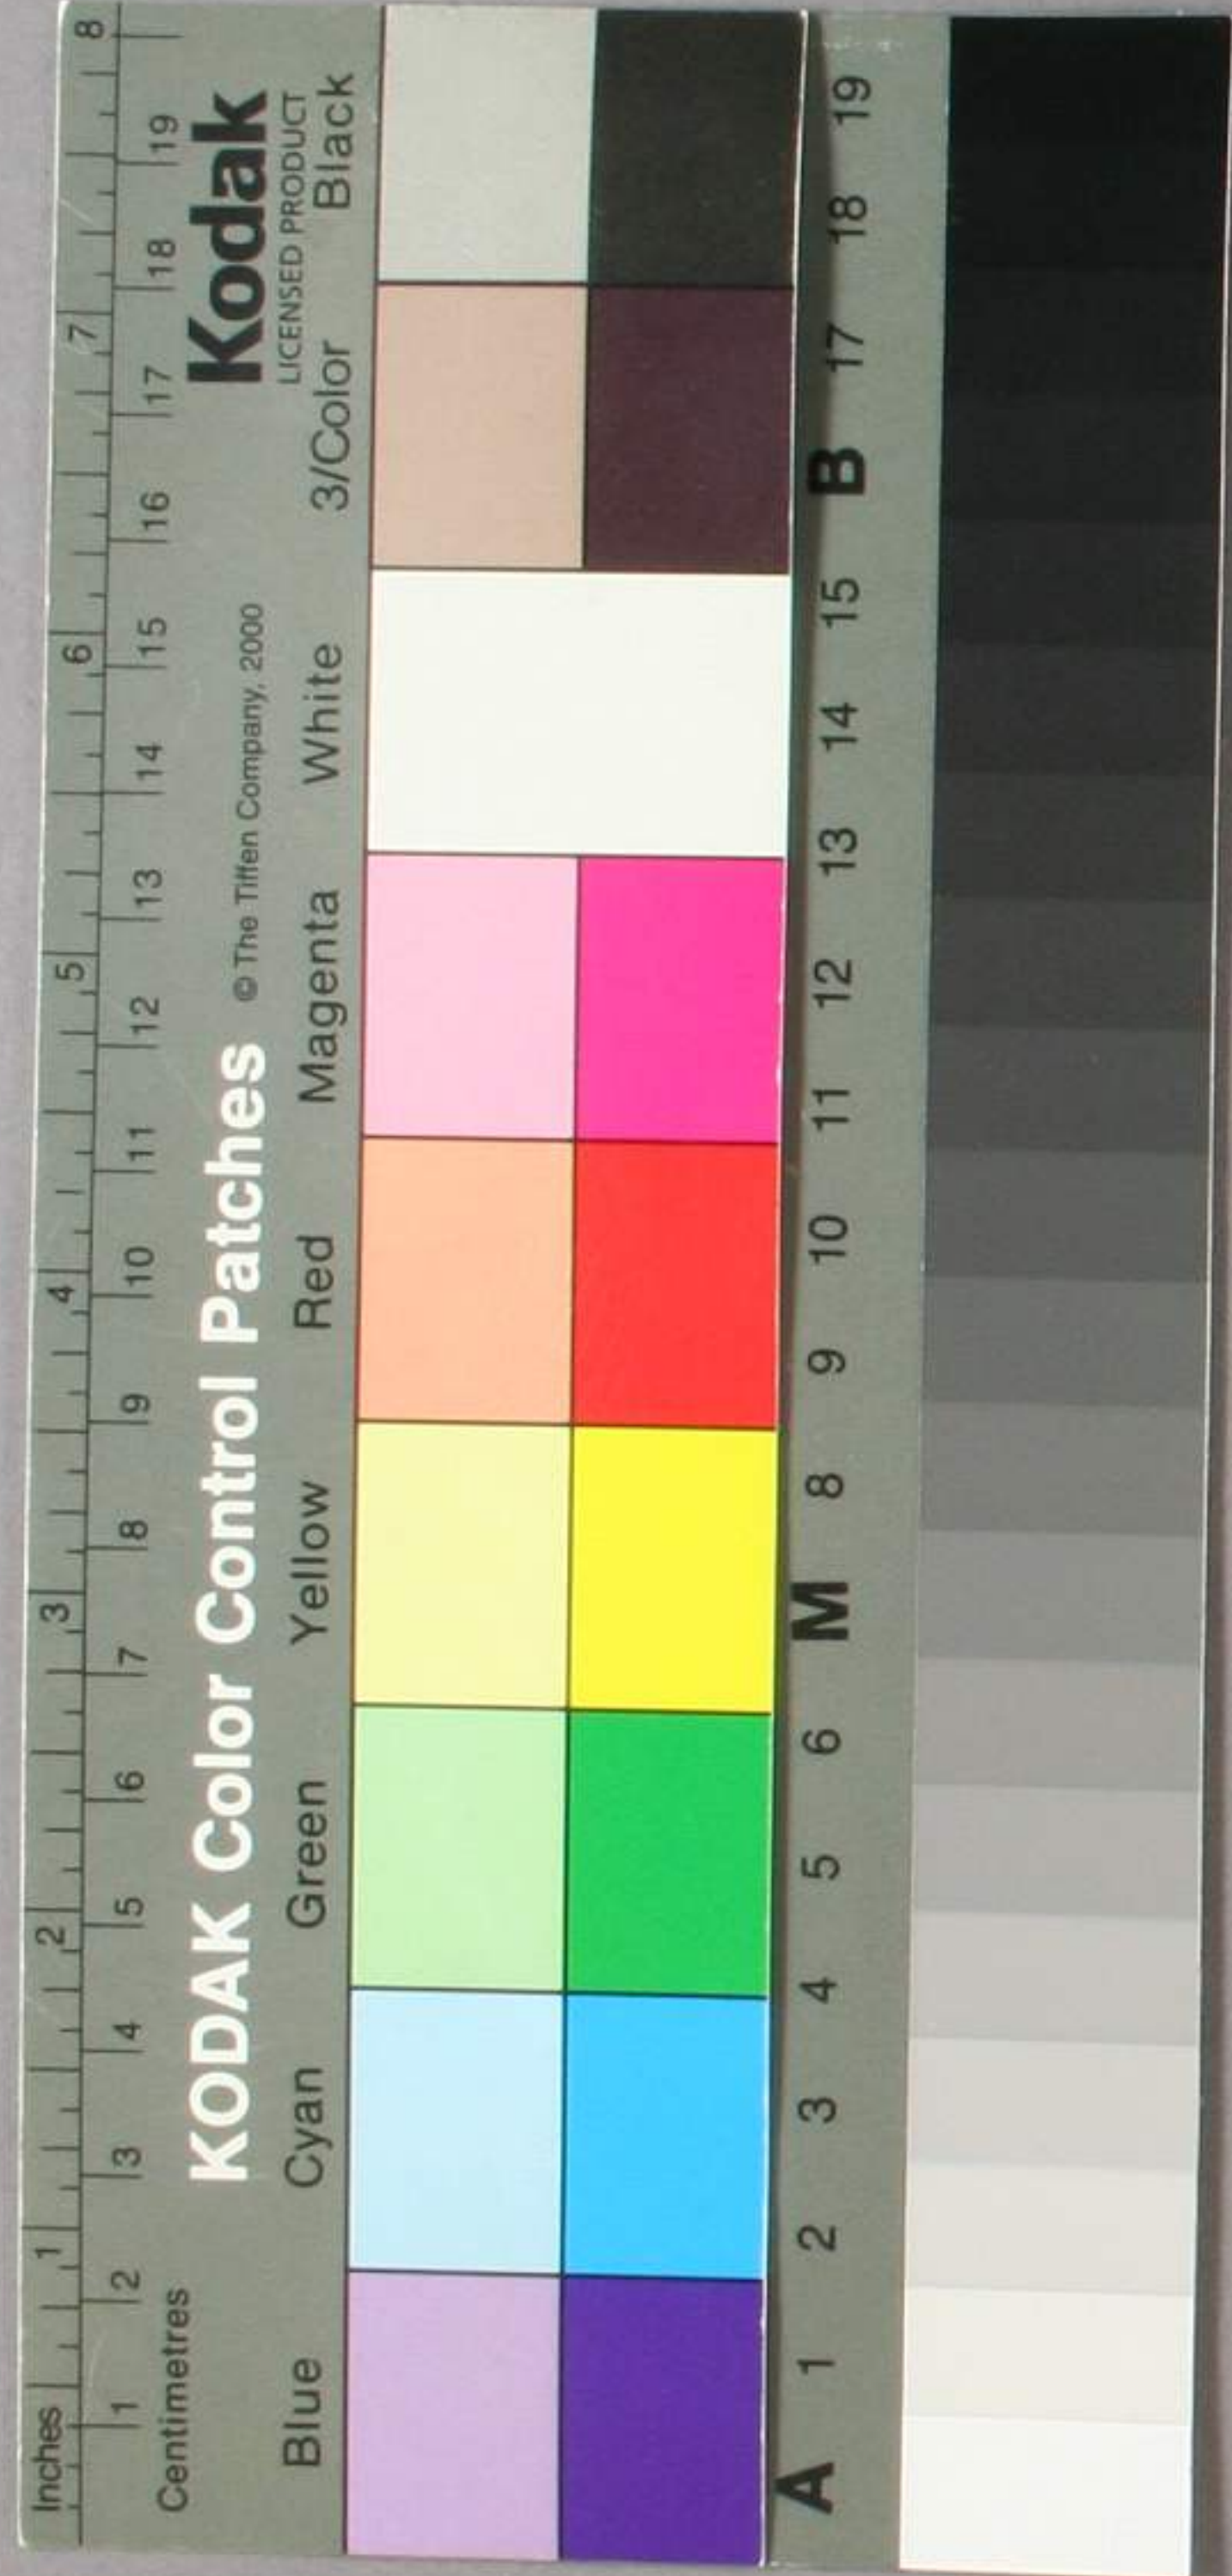 Inches 1 2 3 4 5 6 7 8
1 2 3 4 5 6 7 8 9 10 11 12 13 14 15 16 17 18 19
Centimetres
KODAK Color Control Patches © The Tiffen Company, 2000 Kodak
LICENSED PRODUCT
Blue Cyan Green Yellow Red Magenta White 3/Color Black
A 1 2 3 4 5 6 M 8 9 10 11 12 13 14 15 B 17 18 19